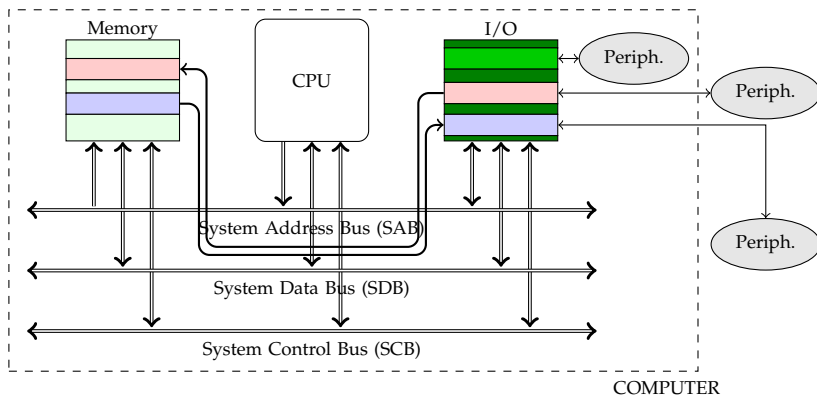 Memory
I/O
CPU
Periph.
Periph.
System Address Bus (SAB)
Periph.
System Data Bus (SDB)
System Control Bus (SCB)
COMPUTER